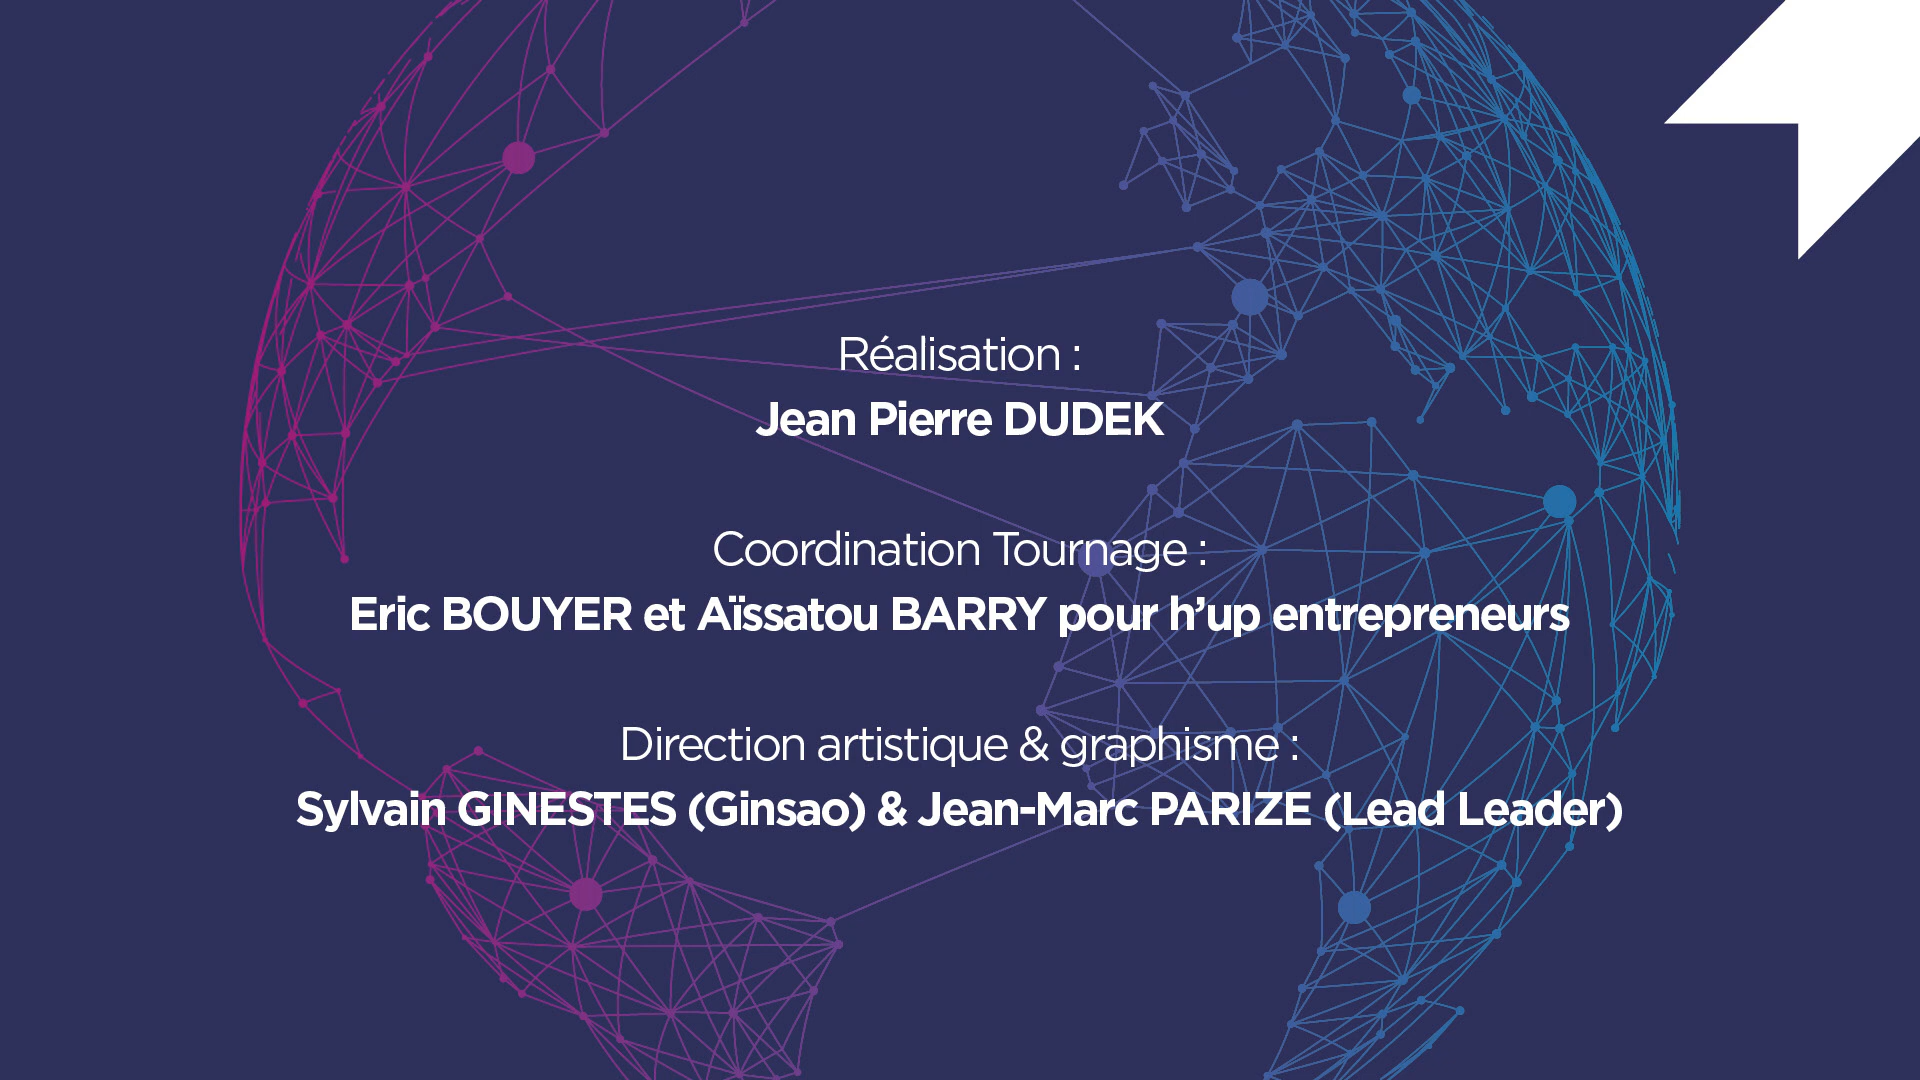 Réalisation :
Jean Pierre DUDEK
Coordination Tournage :
Eric BOUYER et Aïssatou BARRY pour h’up entrepreneurs
Direction artistique & graphisme :
Sylvain GINESTES (Ginsao) & Jean-Marc PARIZE (Lead Leader)